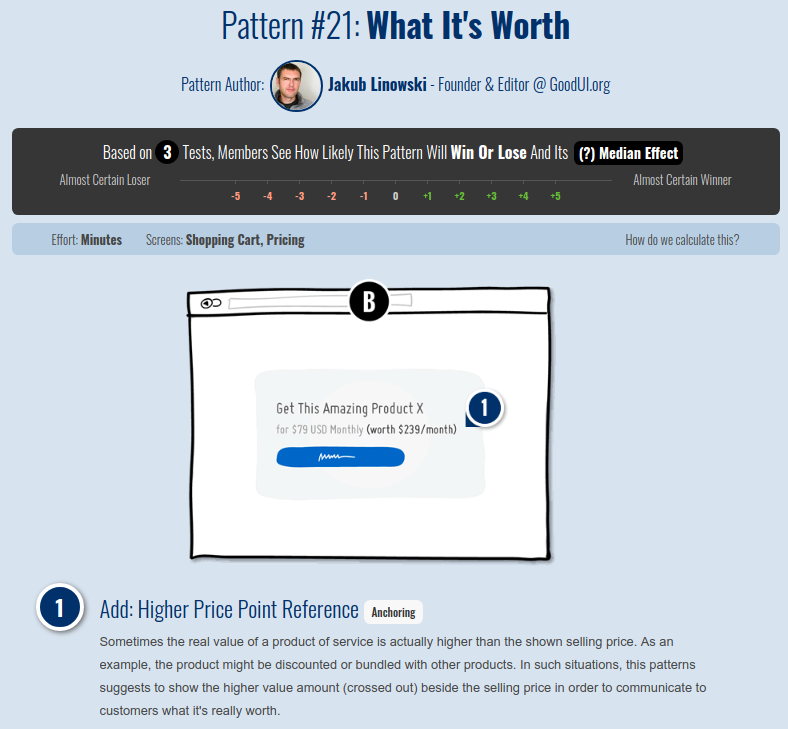 Pattern #21: What It's Worth
Pattern Author: Jakub Linowski - Founder & Editor @ GoodUI.org
Based on 3 Tests, Members See How Likely This Pattern Will Win Or Lose And Its (?) Median Effect
Almost Certain Loser Almost Certain Winner
-5 -4 -3 -2 -1 0 +1 +2 +3 +4 +5
Effort: Minutes Screens: Shopping Cart, Pricing How do we calculate this?
B
Get This Amazing Product X
1
for $79 USD Monthly (worth $239/month)
1 Add: Higher Price Point Reference Anchoring
Sometimes the real value of a product of service is actually higher than the shown selling price. As an
example, the product might be discounted or bundled with other products. In such situations, this patterns
suggests to show the higher value amount (crossed out) beside the selling price in order to communicate to
customers what it's really worth.